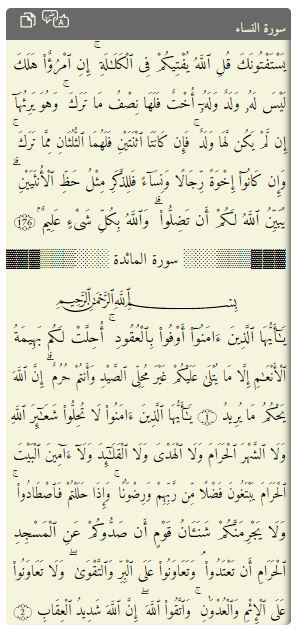 سورة النساء
يَسْتَفْتُونَكَ قُلِ ٱللَّهُ يُفْتِيكُمْ فِى ٱلْكَلَـٰلَةِ ۚ إِنِ ٱمْرُؤٌا۟ هَلَكَ
لَيْسَ لَهُۥ وَلَدٌ وَلَهُۥٓ أُخْتٌ فَلَهَا نِصْفُ مَا تَرَكَ ۚ وَهُوَ يَرِثُهَآ
إِن لَّمْ يَكُن لَّهَا وَلَدٌ ۚ فَإِن كَانَتَا ٱثْنَتَيْنِ فَلَهُمَا ٱلثُّلُثَانِ مِمَّا تَرَكَ ۚ
وَإِن كَانُوٓا۟ إِخْوَةً رِّجَالًا وَنِسَآءً فَلِلذَّكَرِ مِثْلُ حَظِّ ٱلْأُنثَيَيْنِ ۗ
يُبَيِّنُ ٱللَّهُ لَكُمْ أَن تَضِلُّوا۟ ۗ وَٱللَّهُ بِكُلِّ شَىْءٍ عَلِيمٌۢ ﴿176﴾
سورة المائدة
بِسْمِ ٱللَّهِ ٱلرَّحْمَـٰنِ ٱلرَّحِيمِ
يَـٰٓأَيُّهَا ٱلَّذِينَ ءَامَنُوٓا۟ أَوْفُوا۟ بِٱلْعُقُودِ ۚ أُحِلَّتْ لَكُم بَهِيمَةُ
ٱلْأَنْعَـٰمِ إِلَّا مَا يُتْلَىٰ عَلَيْكُمْ غَيْرَ مُحِلِّى ٱلصَّيْدِ وَأَنتُمْ حُرُمٌ ۗ إِنَّ ٱللَّهَ
يَحْكُمُ مَا يُرِيدُ ﴿1﴾ يَـٰٓأَيُّهَا ٱلَّذِينَ ءَامَنُوا۟ لَا تُحِلُّوا۟ شَعَـٰٓئِرَ ٱللَّهِ
وَلَا ٱلشَّهْرَ ٱلْحَرَامَ وَلَا ٱلْهَدْىَ وَلَا ٱلْقَلَـٰٓئِدَ وَلَآ ءَآمِّينَ ٱلْبَيْتَ
ٱلْحَرَامَ يَبْتَغُونَ فَضْلًا مِّن رَّبِّهِمْ وَرِضْوَٰنًا ۚ وَإِذَا حَلَلْتُمْ فَٱصْطَادُوا۟ ۚ
وَلَا يَجْرِمَنَّكُمْ شَنَـَٔانُ قَوْمٍ أَن صَدُّوكُمْ عَنِ ٱلْمَسْجِدِ
ٱلْحَرَامِ أَن تَعْتَدُوا۟ ۘ وَتَعَاوَنُوا۟ عَلَى ٱلْبِرِّ وَٱلتَّقْوَىٰ ۖ وَلَا تَعَاوَنُوا۟
عَلَى ٱلْإِثْمِ وَٱلْعُدْوَٰنِ ۚ وَٱتَّقُوا۟ ٱللَّهَ ۖ إِنَّ ٱللَّهَ شَدِيدُ ٱلْعِقَابِ ﴿2﴾